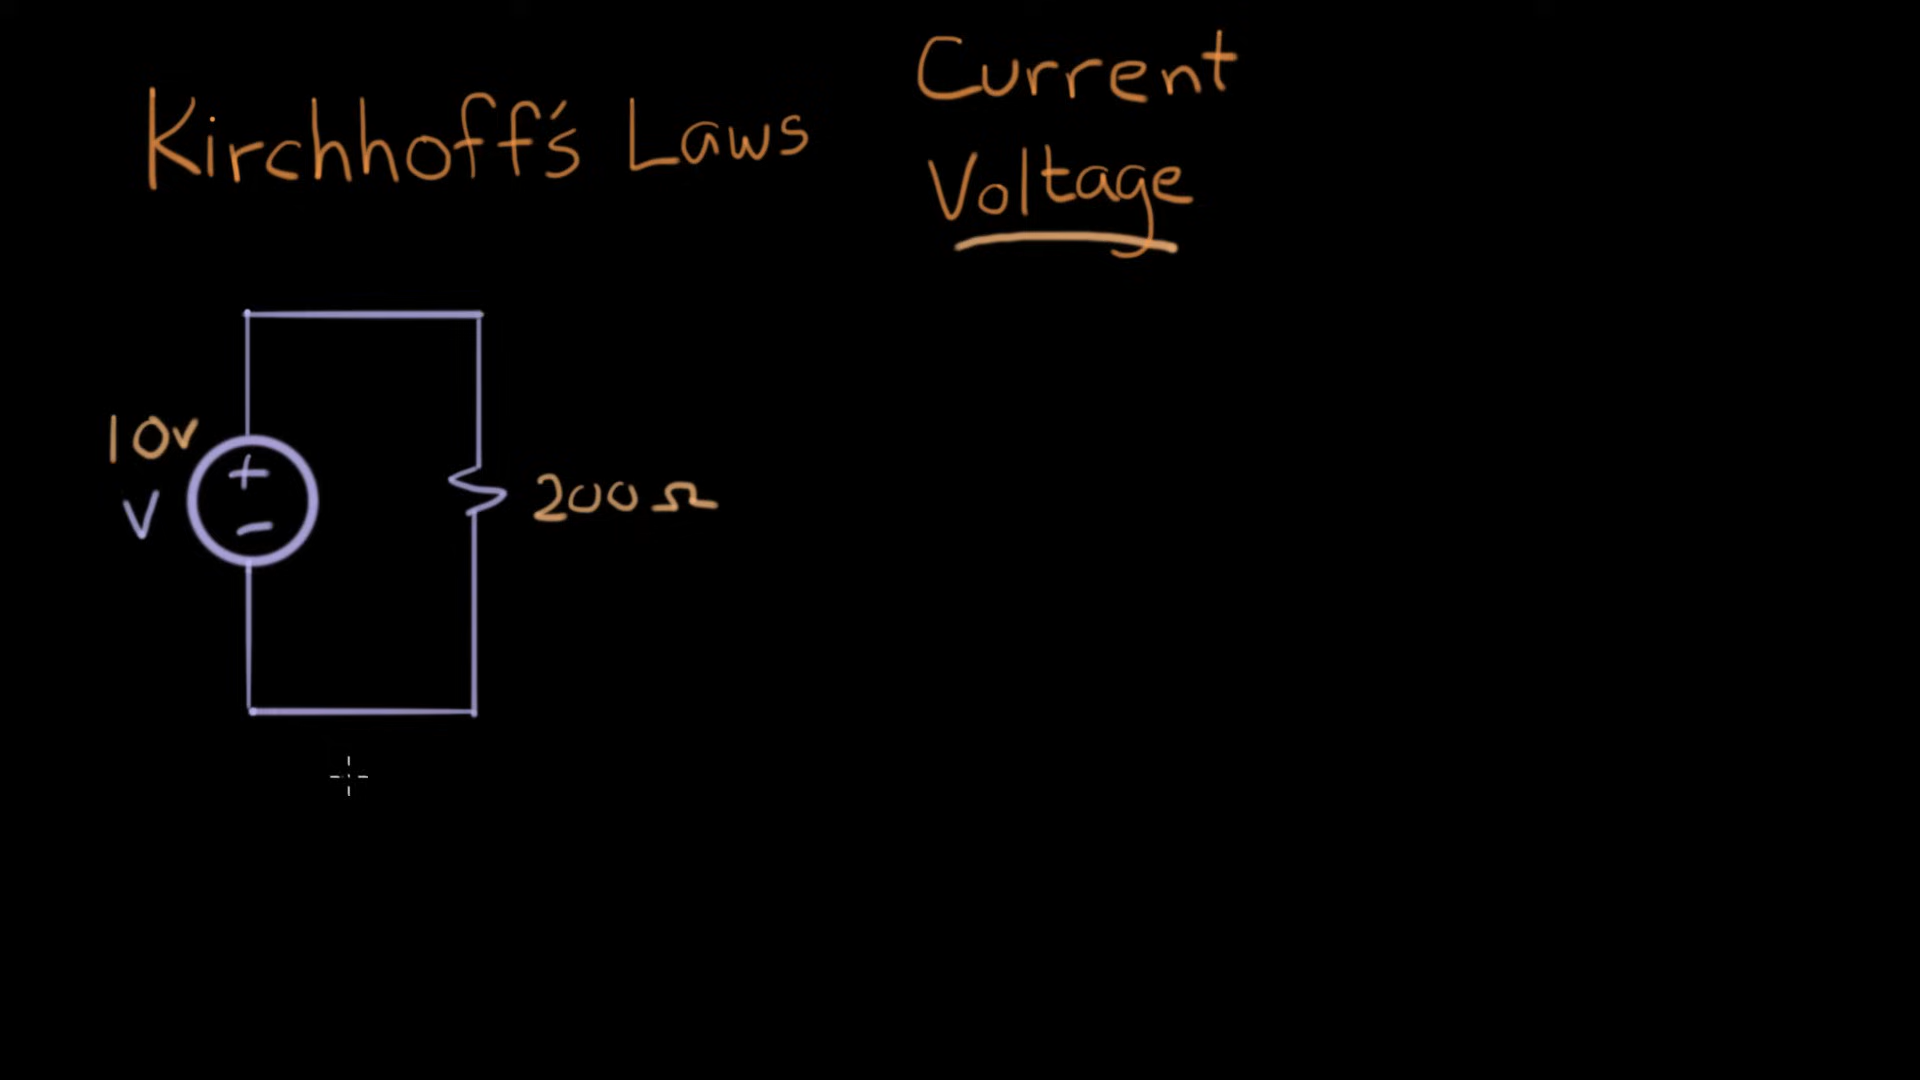 Kirchhoff's Laws
Current
Voltage
10v
V
+
-
200Ω